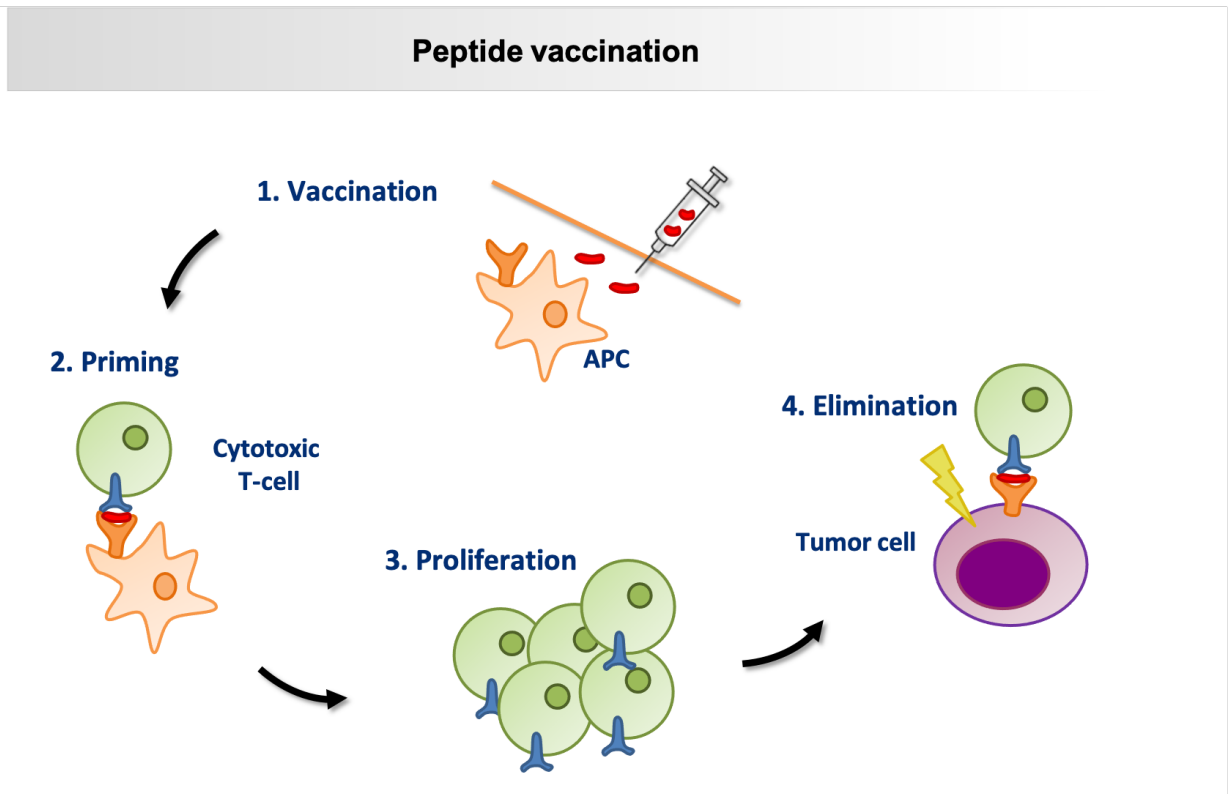 Peptide vaccination
1. Vaccination
APC
2. Priming
Cytotoxic
T-cell
3. Proliferation
4. Elimination
Tumor cell